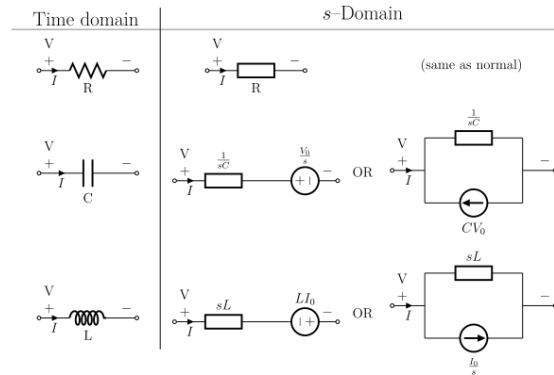 Time domain
s–Domain
V
+ −
I
R
V
+ −
I
R
(same as normal)
V
+ −
I
C
V
+
I
1/sC
V₀/s
+ −
−
OR
V
+
I
1/sC
CV₀
−
V
+ −
I
L
V
+
I
sL
LI₀
− +
−
OR
V
+
I
sL
I₀/s
−